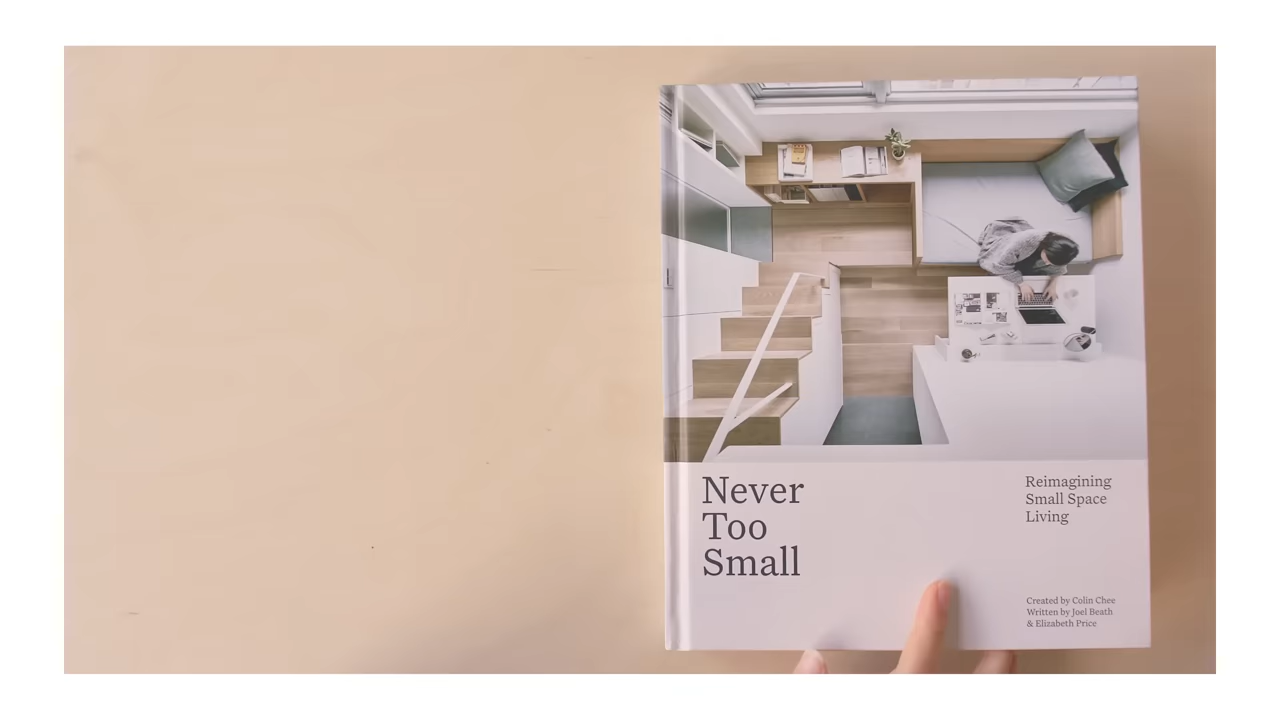 Never
Too
Small
Reimagining
Small Space
Living
Created by Colin Chee
Written by Joel Beath
& Elizabeth Price